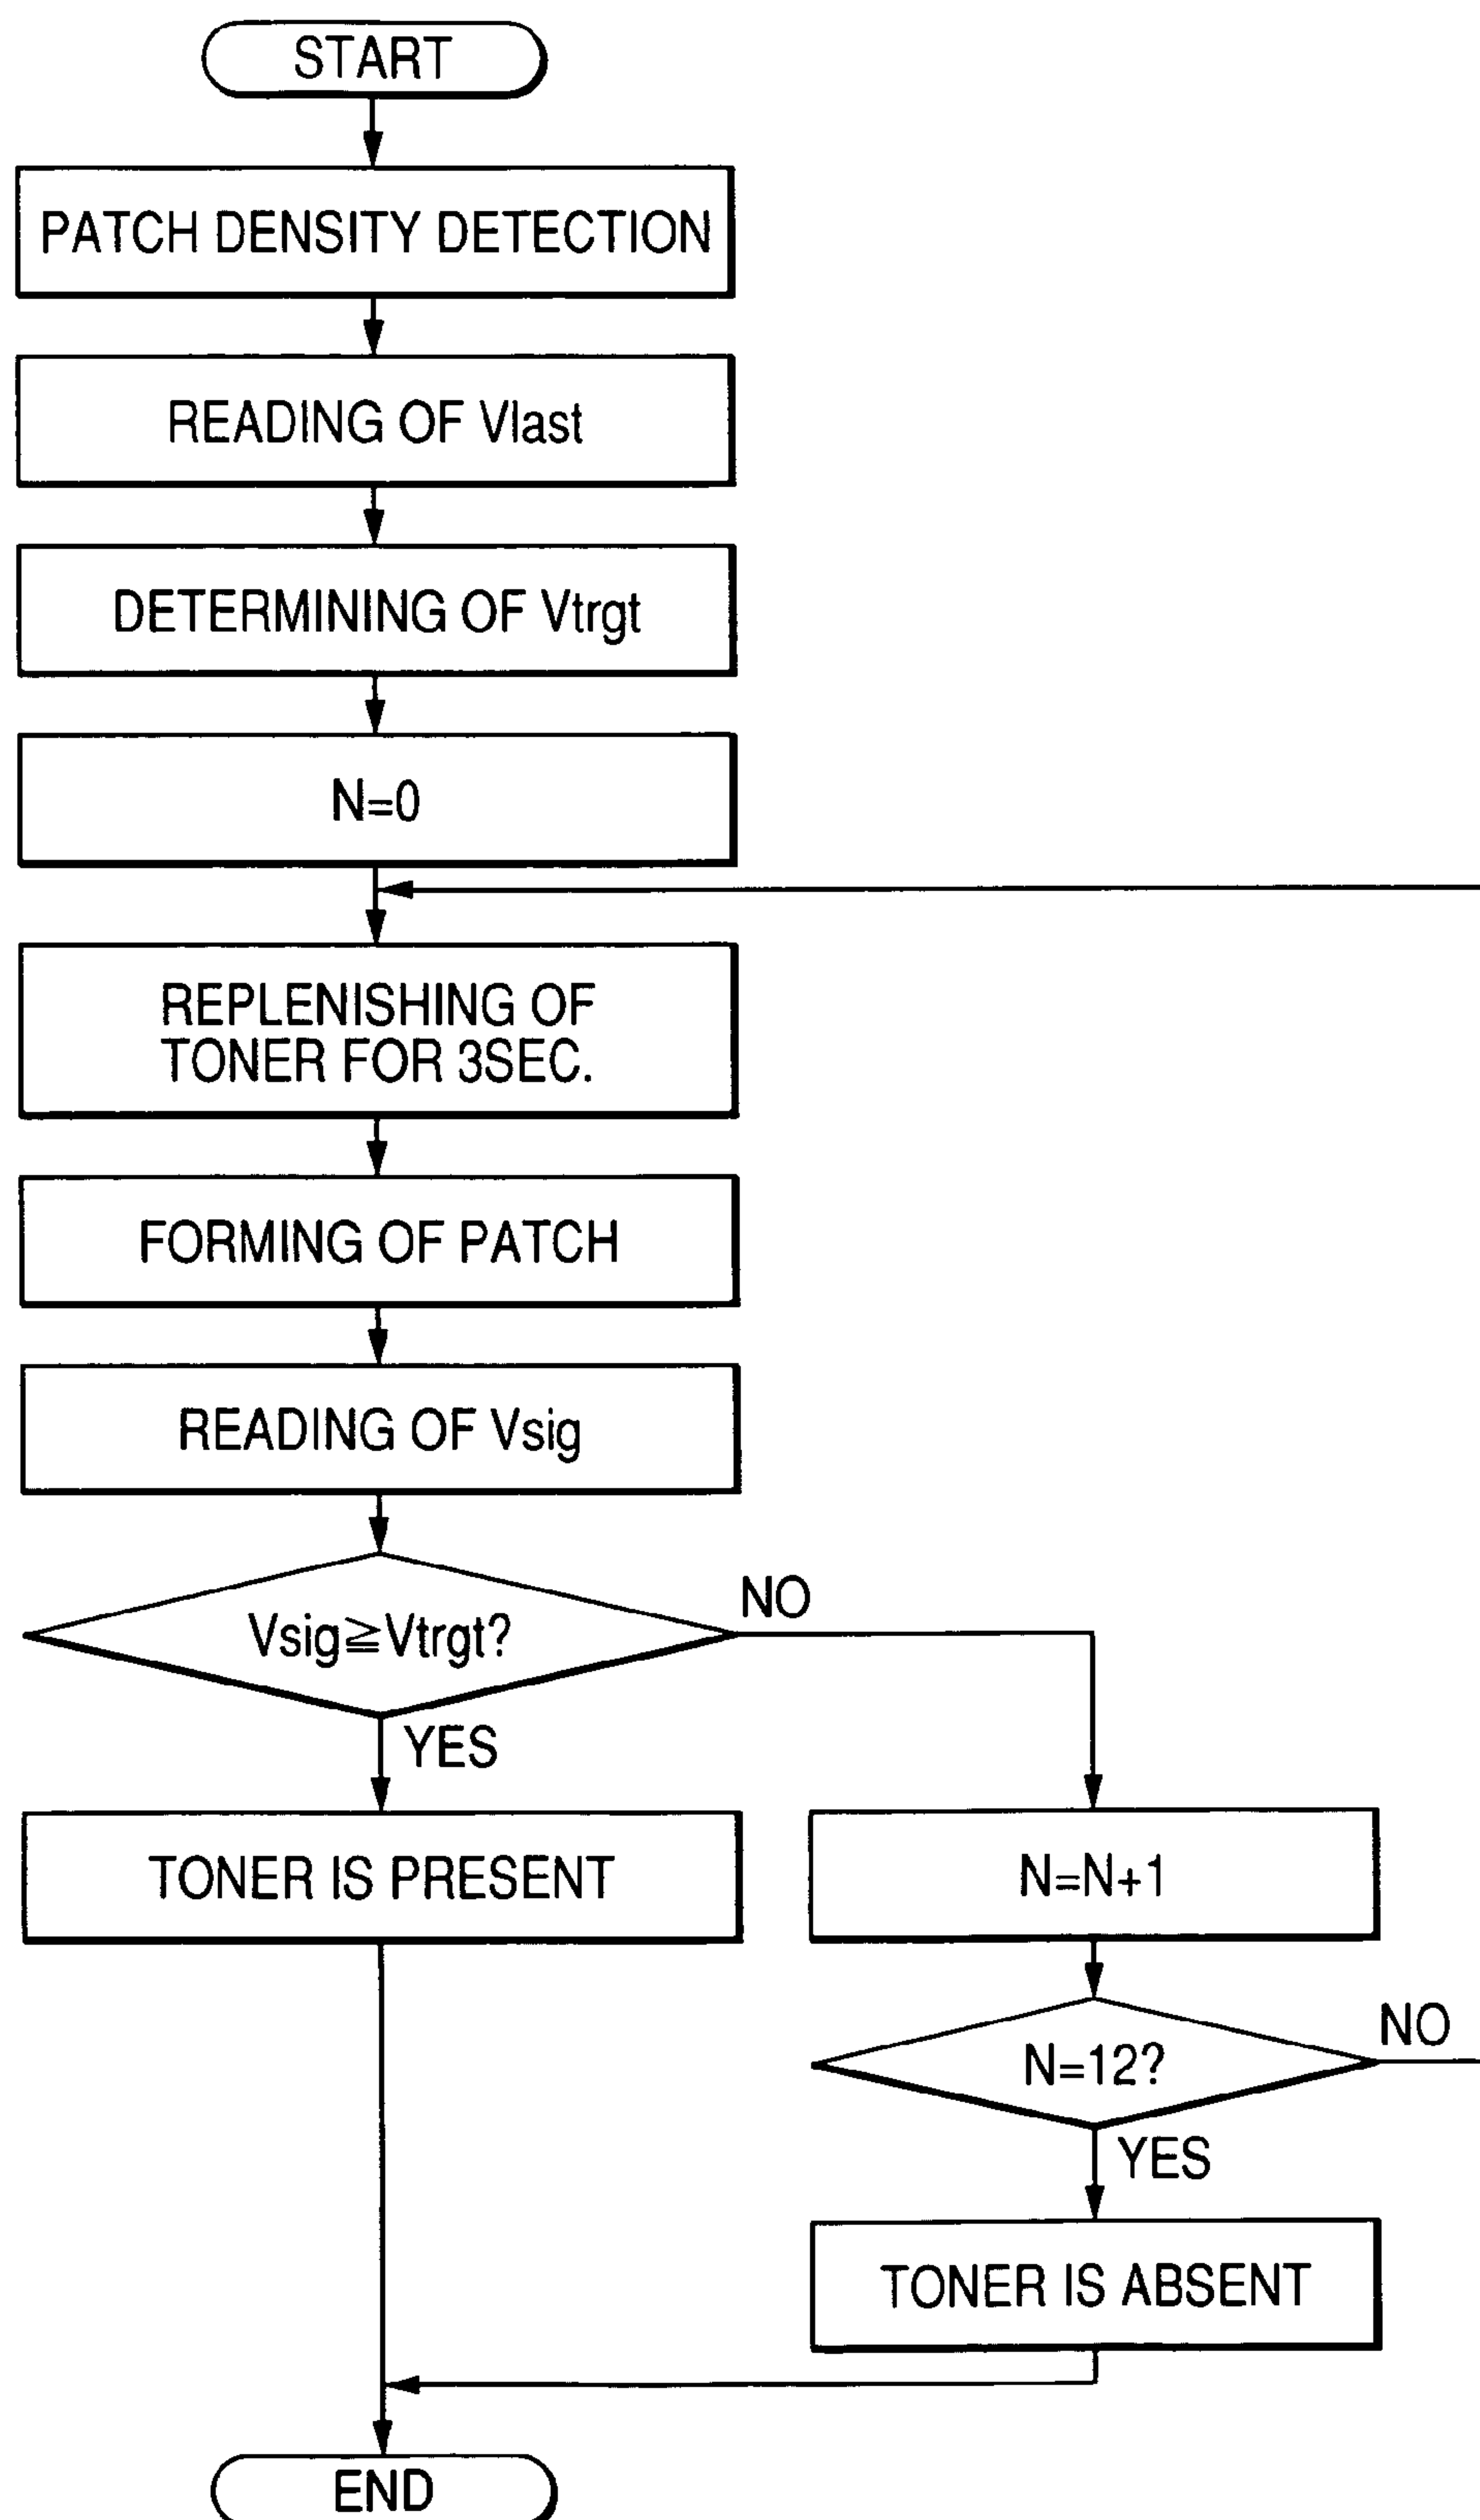 START
PATCH DENSITY DETECTION
READING OF Vlast
DETERMINING OF Vtrgt
N=0
REPLENISHING OF
TONER FOR 3SEC.
FORMING OF PATCH
READING OF Vsig
Vsig≧Vtrgt?
NO
YES
TONER IS PRESENT
N=N+1
N=12?
NO
YES
TONER IS ABSENT
END